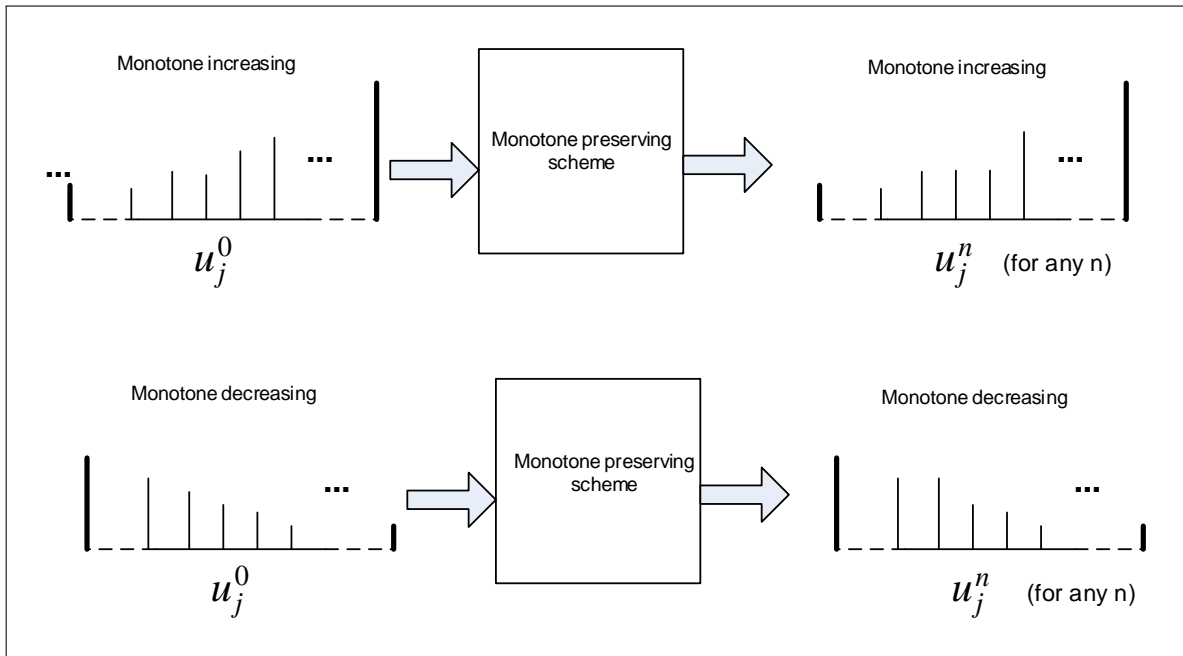 Monotone increasing
Monotone increasing
Monotone preserving
scheme
...
...
...
u_j^0
u_j^n (for any n)
Monotone decreasing
Monotone decreasing
Monotone preserving
scheme
...
...
u_j^0
u_j^n (for any n)